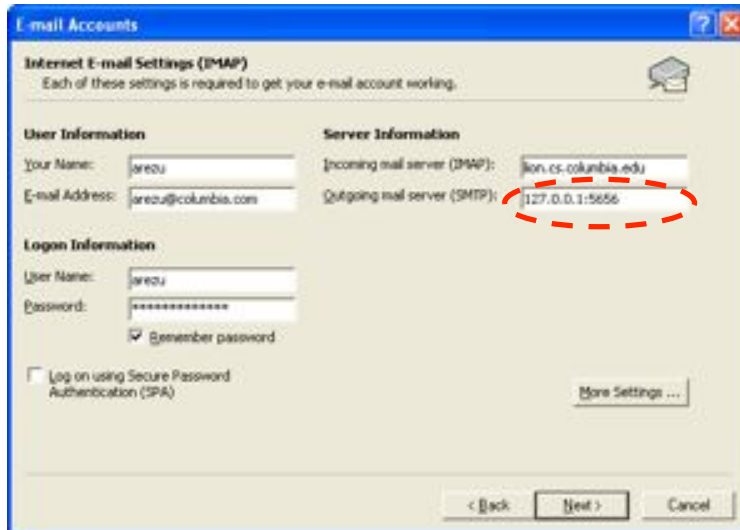 E-mail Accounts
Internet E-mail Settings (IMAP)
Each of these settings is required to get your e-mail account working.
User Information
Your Name: arezu
E-mail Address: arezu@columbia.com
Server Information
Incoming mail server (IMAP): lion.cs.columbia.edu
Outgoing mail server (SMTP): 127.0.0.1:5656
Logon Information
User Name: arezu
Password: *************
Remember password
Log on using Secure Password
Authentication (SPA)
More Settings ...
< Back Next > Cancel